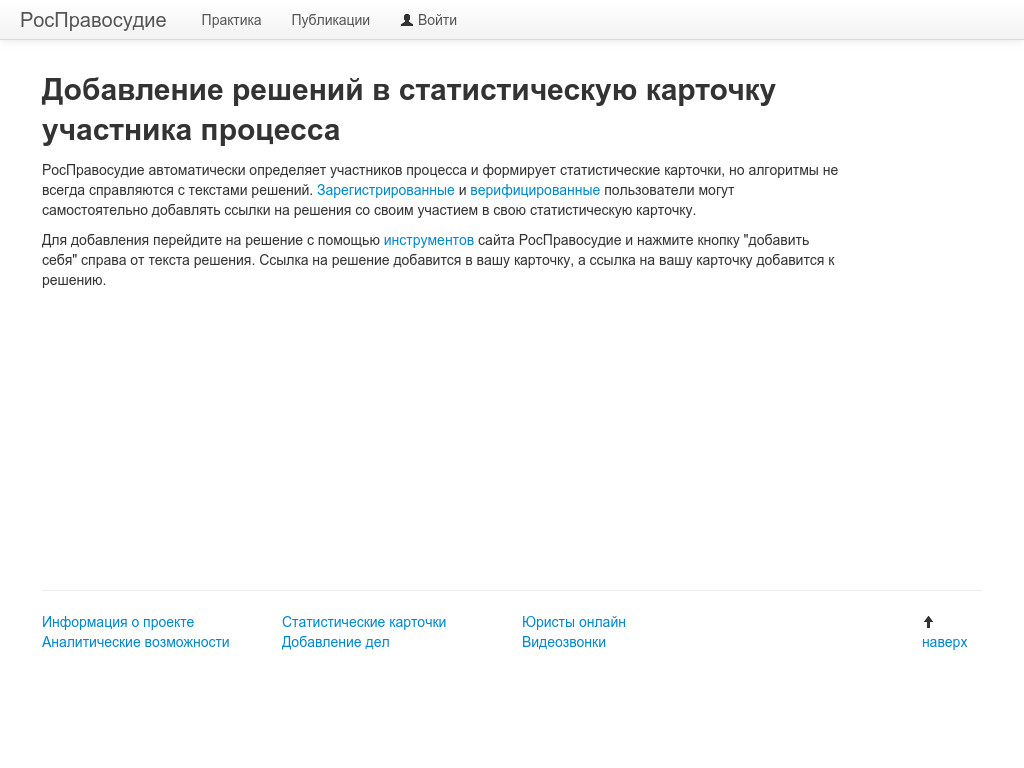 РосПравосудие Практика Публикации Войти
Добавление решений в статистическую карточку
участника процесса
РосПравосудие автоматически определяет участников процесса и формирует статистические карточки, но алгоритмы не
всегда справляются с текстами решений. Зарегистрированные и верифицированные пользователи могут
самостоятельно добавлять ссылки на решения со своим участием в свою статистическую карточку.
Для добавления перейдите на решение с помощью инструментов сайта РосПравосудие и нажмите кнопку "добавить
себя" справа от текста решения. Ссылка на решение добавится в вашу карточку, а ссылка на вашу карточку добавится к
решению.
Информация о проекте
Аналитические возможности
Статистические карточки
Добавление дел
Юристы онлайн
Видеозвонки
наверх